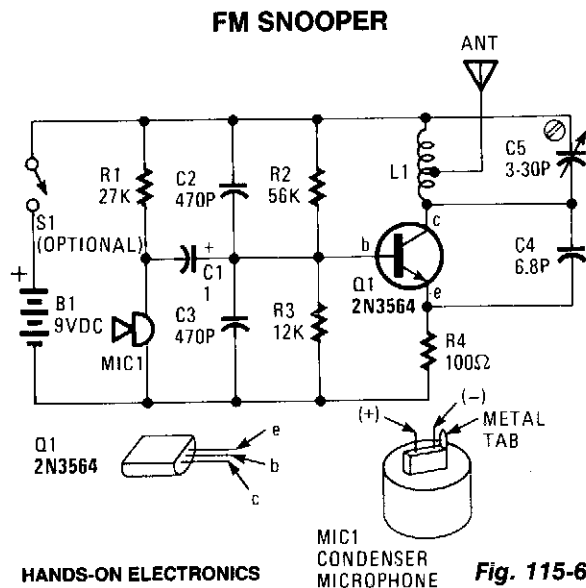 FM SNOOPER
ANT
S1
(OPTIONAL)
+
B1
9VDC
R1
27K
MIC1
C2
470P
+
C1
1
C3
470P
R2
56K
R3
12K
L1
b
c
e
Q1
2N3564
C5
3-30P
C4
6.8P
R4
100Ω
Q1
2N3564
e
b
c
(+)
(−)
METAL
TAB
MIC1
CONDENSER
MICROPHONE
HANDS-ON ELECTRONICS
Fig. 115-6